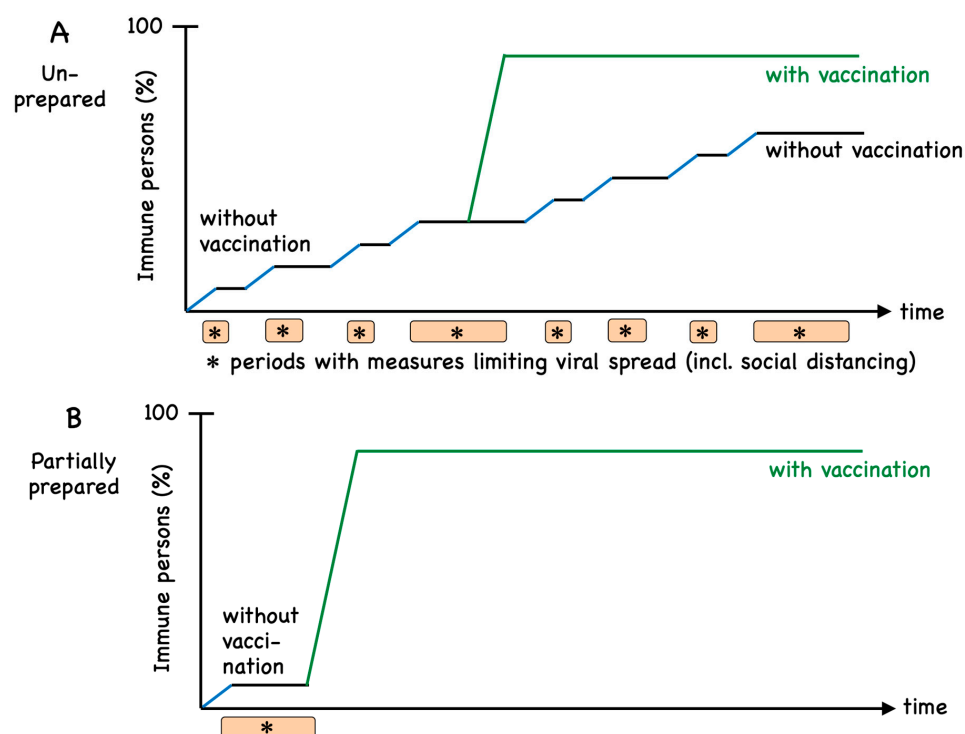 A
Un-
prepared
100
Immune persons (%)
with vaccination
without vaccination
without
vaccination
time
* * * * * * * *
* periods with measures limiting viral spread (incl. social distancing)
B
Partially
prepared
100
Immune persons (%)
with vaccination
without
vacci-
nation
time
*